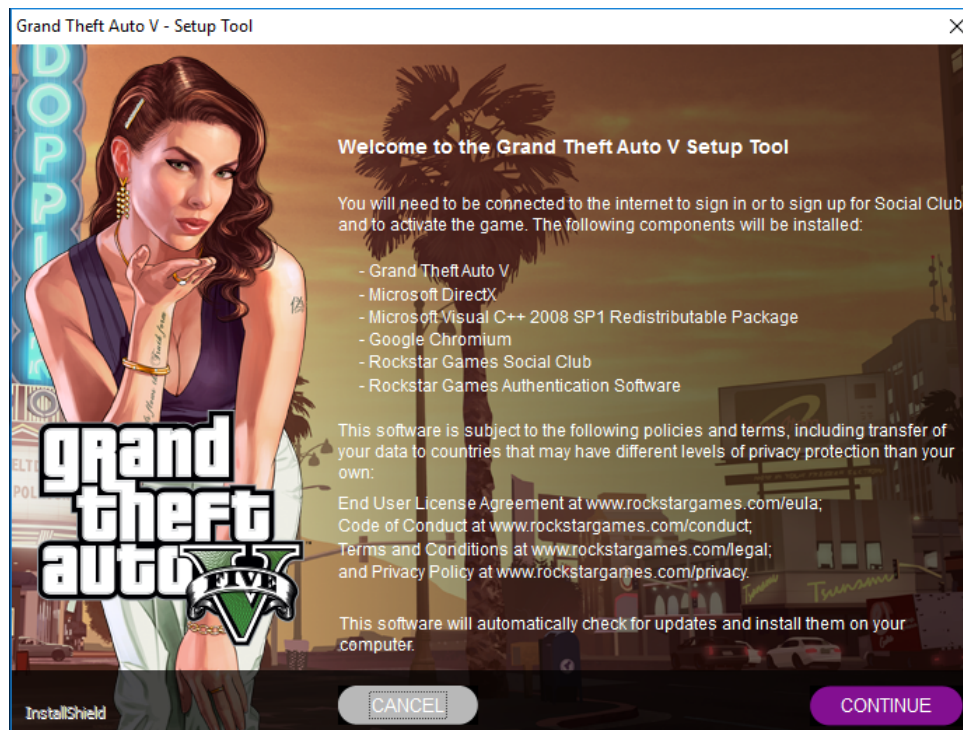 Grand Theft Auto V - Setup Tool
DOPPL
Welcome to the Grand Theft Auto V Setup Tool
You will need to be connected to the internet to sign in or to sign up for Social Club
and to activate the game. The following components will be installed:
- Grand Theft Auto V
- Microsoft DirectX
- Microsoft Visual C++ 2008 SP1 Redistributable Package
- Google Chromium
- Rockstar Games Social Club
- Rockstar Games Authentication Software
This software is subject to the following policies and terms, including transfer of
your data to countries that may have different levels of privacy protection than your
own:
End User License Agreement at www.rockstargames.com/eula;
Code of Conduct at www.rockstargames.com/conduct;
Terms and Conditions at www.rockstargames.com/legal;
and Privacy Policy at www.rockstargames.com/privacy.
This software will automatically check for updates and install them on your
computer.
grand
theft
auto
V
FIVE
Tsunami
Tsunami
InstallShield
CANCEL
CONTINUE